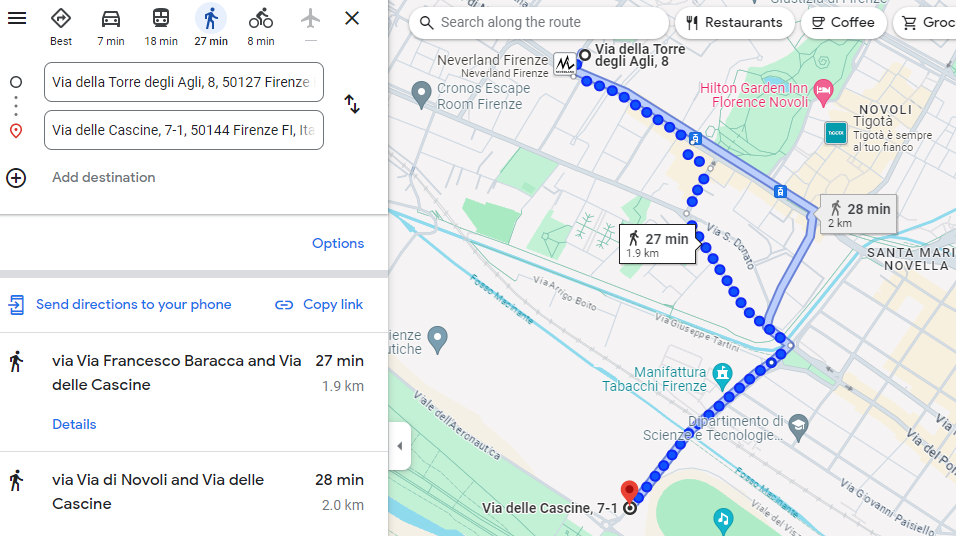 Best
7 min
18 min
27 min
8 min
Via della Torre degli Agli, 8, 50127 Firenze
Via delle Cascine, 7-1, 50144 Firenze FI, Ita
Add destination
Options
Send directions to your phone
Copy link
via Via Francesco Baracca and Via
delle Cascine
27 min
1.9 km
Details
via Via di Novoli and Via delle
Cascine
28 min
2.0 km
Search along the route
Restaurants
Coffee
Groc
Via della Torre
degli Agli, 8
Neverland Firenze
Neverland Firenze
Cronos Escape
Room Firenze
Hilton Garden Inn
Florence Novoli
NOVOLI
Tigotà
TIGOTÀ
Tigotà è sempre
al tuo fianco
28 min
2 km
27 min
1.9 km
Via S. Donato
SANTA MARI
NOVELLA
Fosso Macinante
Via Arrigo Boito
Via Giuseppe Tartini
ienze
utiche
Manifattura
Tabacchi Firenze
Viale dell'Aeronautica
Dipartimento di
Scienze e Tecnologie...
Via delle Cascine, 7-1
Fosso Macinante
Viale del Vis
Via Giovanni Paisiello
Via del Pon